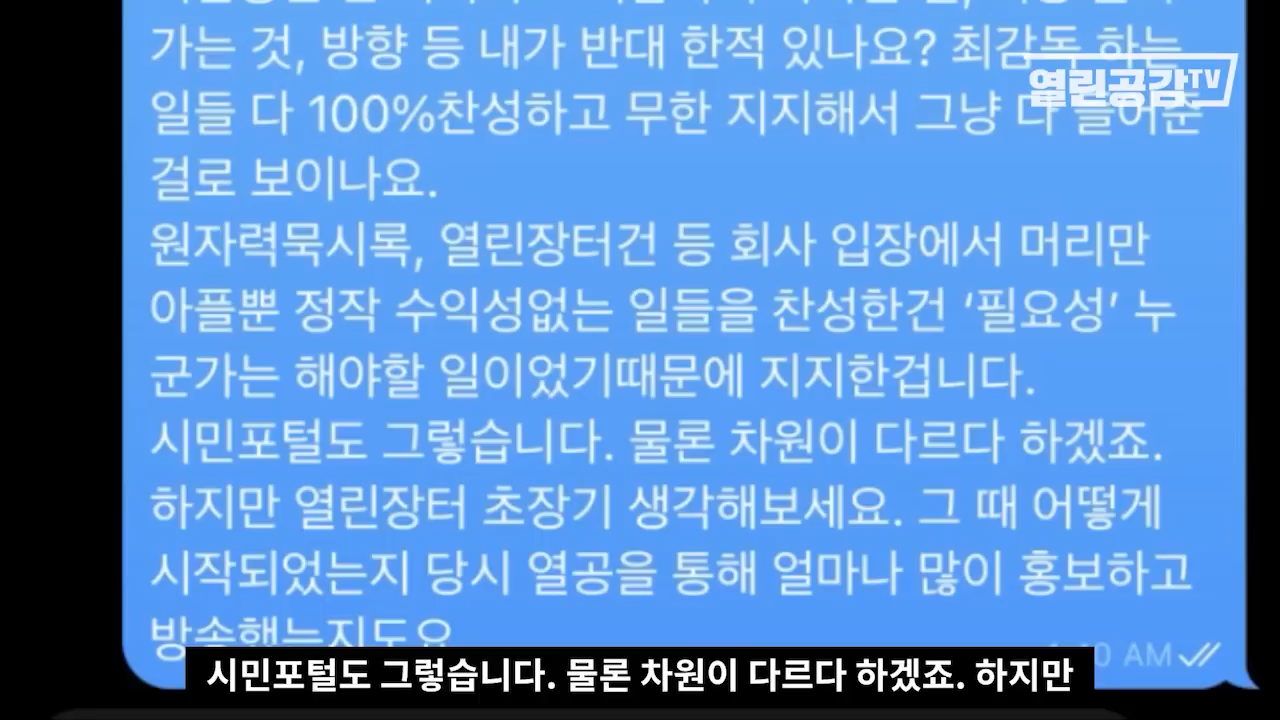 가는 것, 방향 등 내가 반대 한적 있나요? 최감독 하는
열린공감TV
일들 다 100%찬성하고 무한 지지해서 그냥 다 들어준
걸로 보이나요.
원자력묵시록, 열린장터건 등 회사 입장에서 머리만
아플뿐 정작 수익성없는 일들을 찬성한건 ‘필요성’ 누
군가는 해야할 일이었기때문에 지지한겁니다.
시민포털도 그렇습니다. 물론 차원이 다르다 하겠죠.
하지만 열린장터 초장기 생각해보세요. 그 때 어떻게
시작되었는지 당시 열공을 통해 얼마나 많이 홍보하고
방송했는지도요
AM
시민포털도 그렇습니다. 물론 차원이 다르다 하겠죠. 하지만